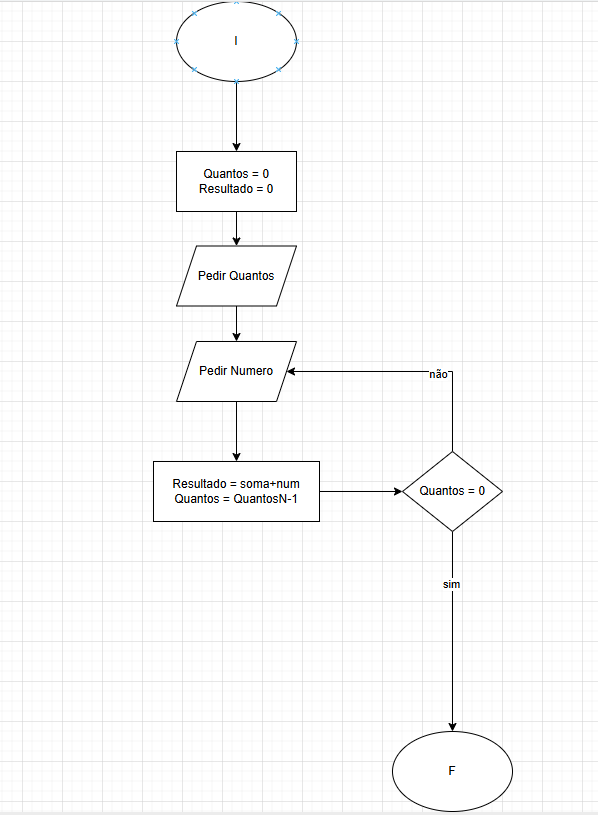 I
Quantos = 0
Resultado = 0
Pedir Quantos
Pedir Numero
não
Resultado = soma+num
Quantos = QuantosN-1
Quantos = 0
sim
F